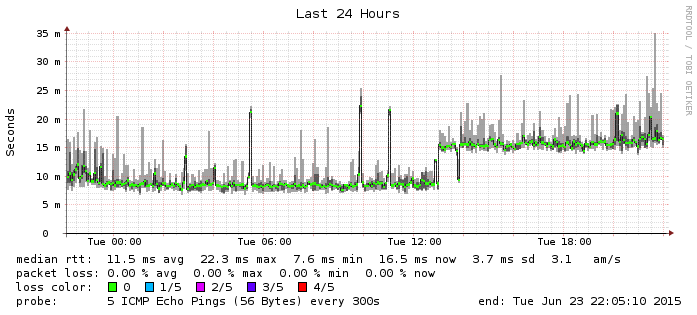 Last 24 Hours
RRDTOOL / TOBI OETIKER
Seconds
35 m
30 m
25 m
20 m
15 m
10 m
5 m
0
Tue 00:00 Tue 06:00 Tue 12:00 Tue 18:00
median rtt: 11.5 ms avg 22.3 ms max 7.6 ms min 16.5 ms now 3.7 ms sd 3.1 am/s
packet loss: 0.00 % avg 0.00 % max 0.00 % min 0.00 % now
loss color: 0 1/5 2/5 3/5 4/5
probe: 5 ICMP Echo Pings (56 Bytes) every 300s end: Tue Jun 23 22:05:10 2015